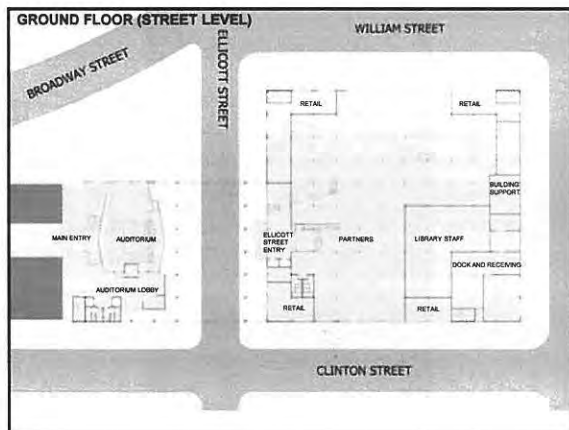 GROUND FLOOR (STREET LEVEL)
BROADWAY STREET
ELLICOTT STREET
WILLIAM STREET
RETAIL
RETAIL
BUILDING
SUPPORT
MAIN ENTRY
AUDITORIUM
ELLICOTT
STREET
ENTRY
PARTNERS
LIBRARY STAFF
DOCK AND RECEIVING
AUDITORIUM LOBBY
RETAIL
RETAIL
CLINTON STREET